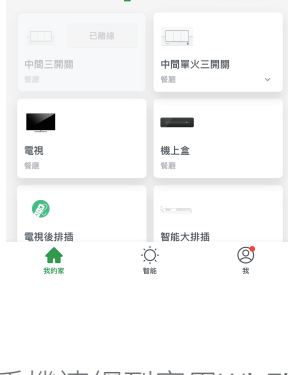 已離線
中間三開關
餐廳
中間單火三開關
餐廳
電視
餐廳
機上盒
餐廳
電視後排插
智能大排插
我的家
智能
我